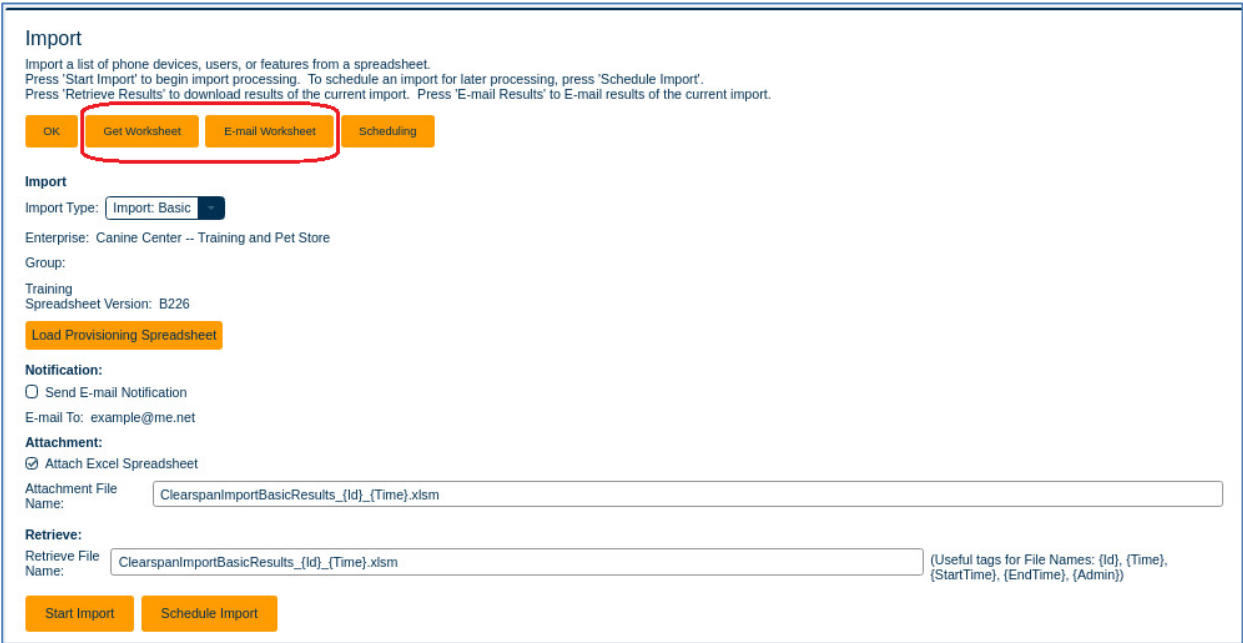 Import
Import a list of phone devices, users, or features from a spreadsheet.
Press 'Start Import' to begin import processing.  To schedule an import for later processing, press 'Schedule Import'.
Press 'Retrieve Results' to download results of the current import.  Press 'E-mail Results' to E-mail results of the current import.
OK Get Worksheet E-mail Worksheet Scheduling
Import
Import Type: Import: Basic
Enterprise:  Canine Center -- Training and Pet Store
Group:
Training
Spreadsheet Version:  B226
Load Provisioning Spreadsheet
Notification:
Send E-mail Notification
E-mail To:  example@me.net
Attachment:
Attach Excel Spreadsheet
Attachment File
Name:
ClearspanImportBasicResults_{Id}_{Time}.xlsm
Retrieve:
Retrieve File
Name:
ClearspanImportBasicResults_{Id}_{Time}.xlsm
(Useful tags for File Names: {Id}, {Time},
{StartTime}, {EndTime}, {Admin})
Start Import Schedule Import